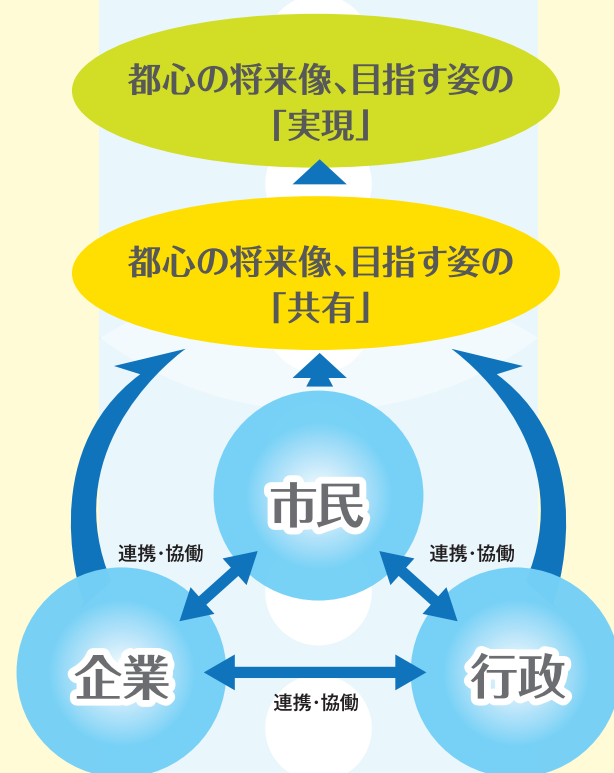 都心の将来像、目指す姿の
「実現」
都心の将来像、目指す姿の
「共有」
市民
連携・協働
連携・協働
企業
行政
連携・協働